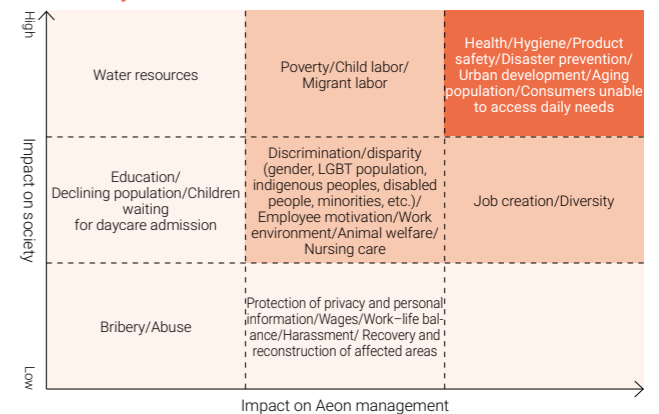 High
Water resources
Poverty/Child labor/
Migrant labor
Health/Hygiene/Product
safety/Disaster prevention/
Urban development/Aging
population/Consumers unable
to access daily needs
Impact on society
Education/
Declining population/Children
waiting
for daycare admission
Discrimination/disparity
(gender, LGBT population,
indigenous peoples, disabled
people, minorities, etc.)/
Employee motivation/Work
environment/Animal welfare/
Nursing care
Job creation/Diversity
Bribery/Abuse
Protection of privacy and personal
information/Wages/Work–life bal-
ance/Harassment/ Recovery and
reconstruction of affected areas
Low
Impact on Aeon management